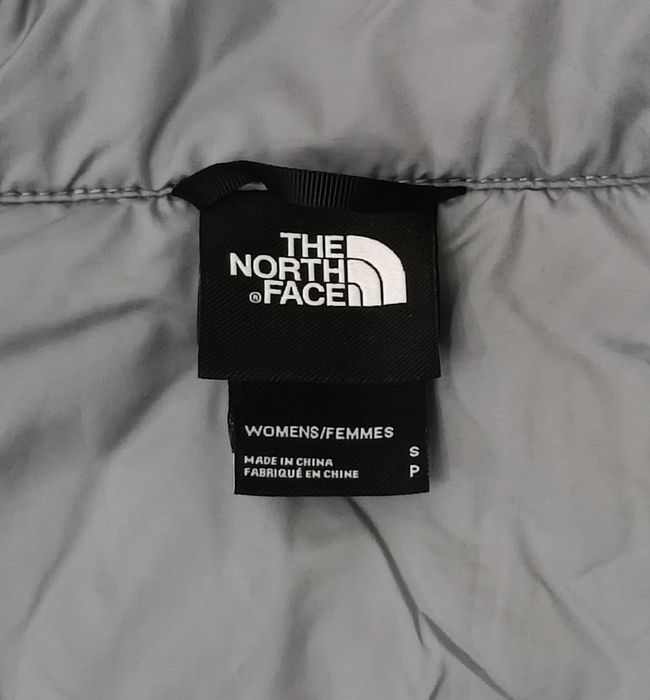 THE
NORTH
®FACE
WOMENS/FEMMES
S
MADE IN CHINA
FABRIQUÉ EN CHINE
P